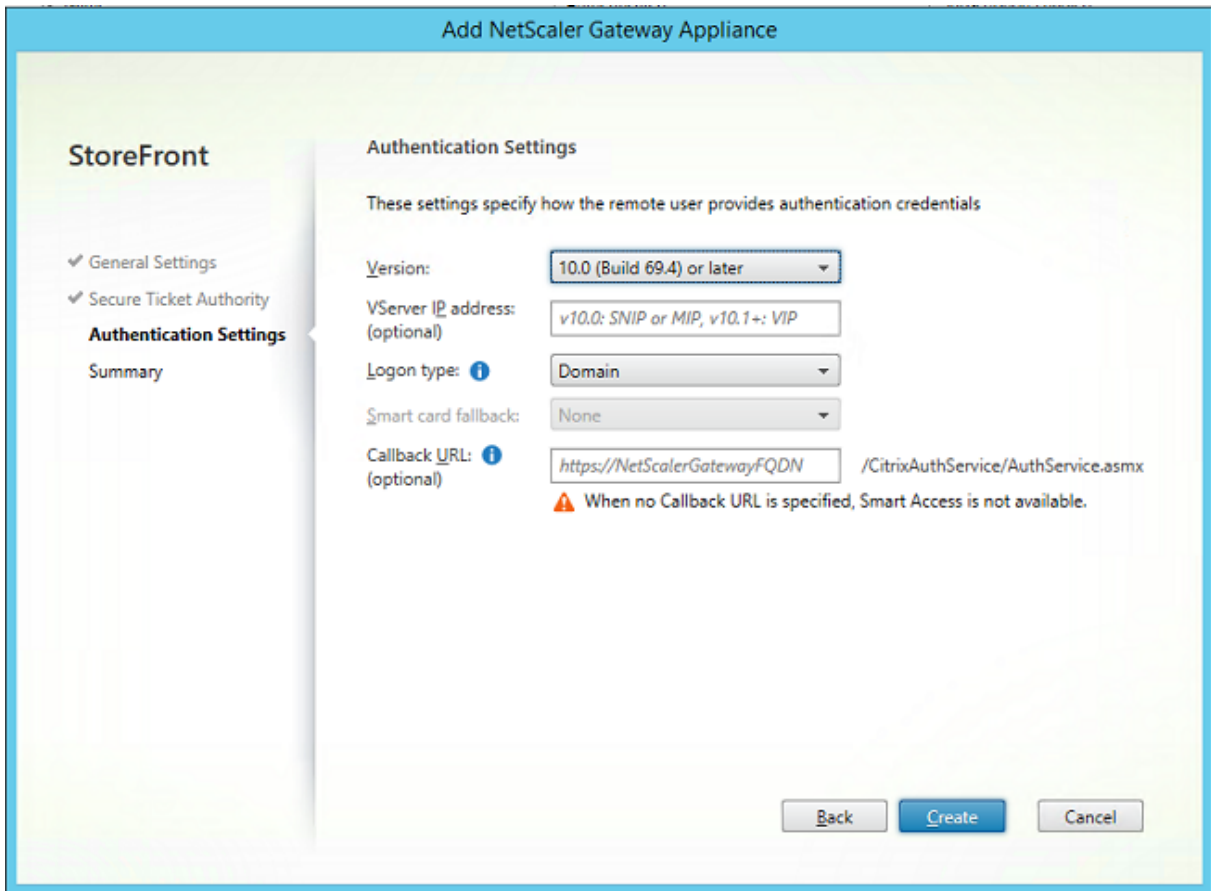 Add NetScaler Gateway Appliance
StoreFront
✔ General Settings
✔ Secure Ticket Authority
Authentication Settings
Summary
Authentication Settings
These settings specify how the remote user provides authentication credentials
Version: 10.0 (Build 69.4) or later
VServer IP address: (optional) v10.0: SNIP or MIP, v10.1+: VIP
Logon type: Domain
Smart card fallback: None
Callback URL: (optional) https://NetScalerGatewayFQDN /CitrixAuthService/AuthService.asmx
When no Callback URL is specified, Smart Access is not available.
Back Create Cancel